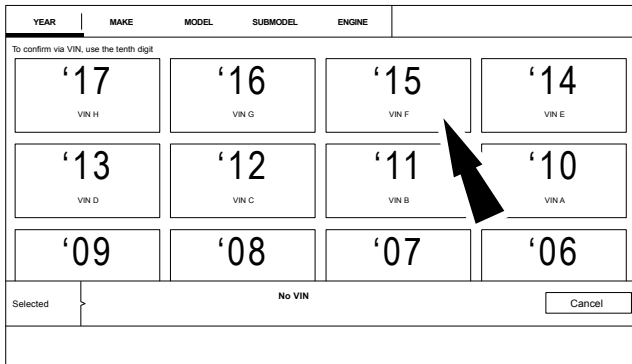 YEAR MAKE MODEL SUBMODEL ENGINE
To confirm via VIN, use the tenth digit
‘17 ‘16 ‘15 ‘14
VIN H VIN G VIN F VIN E
‘13 ‘12 ‘11 ‘10
VIN D VIN C VIN B VIN A
‘09 ‘08 ‘07 ‘06
Selected No VIN Cancel